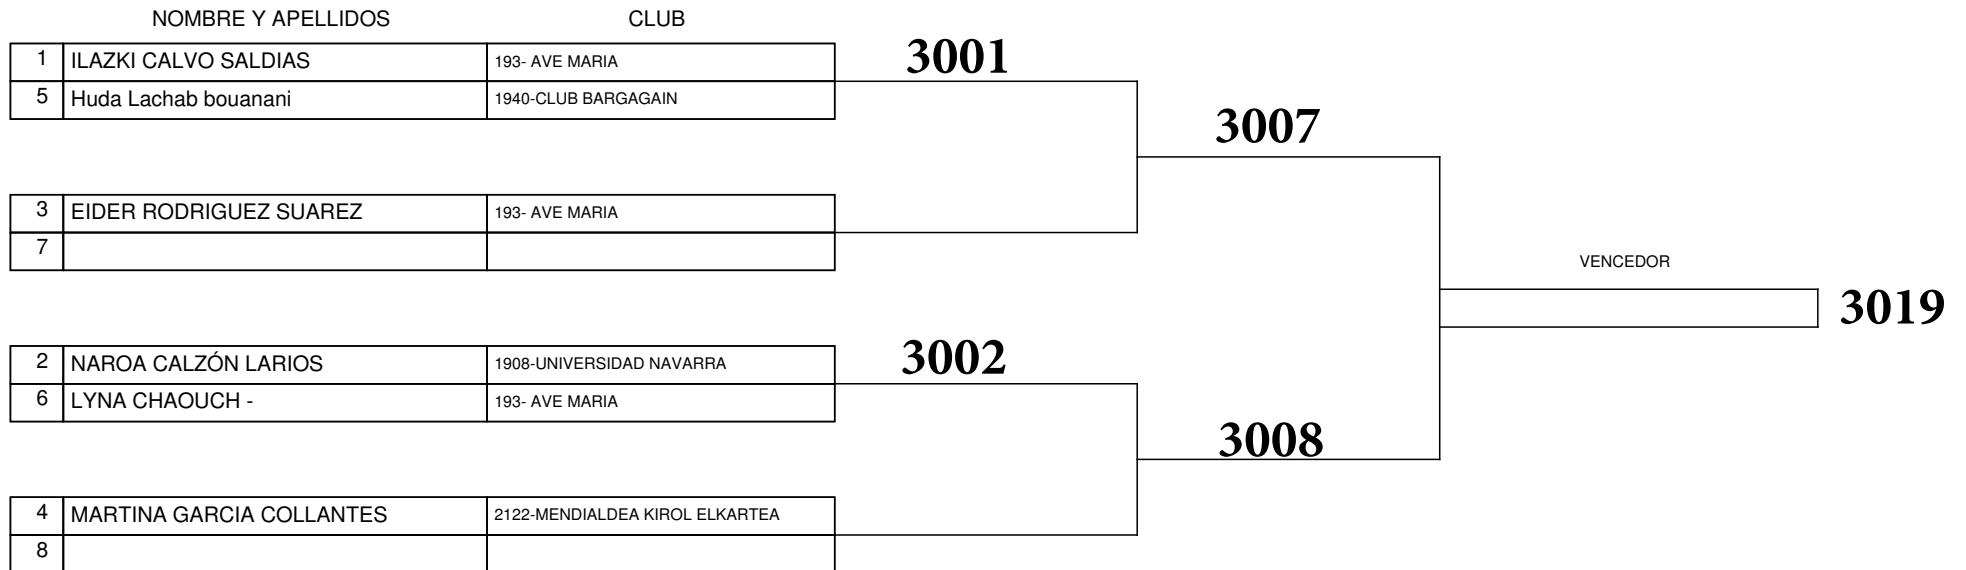 NOMBRE Y APELLIDOS CLUB
1 ILAZKI CALVO SALDIAS 193- AVE MARIA
3001
5 Huda Lachab bouanani 1940-CLUB BARGAGAIN
3007
3 EIDER RODRIGUEZ SUAREZ 193- AVE MARIA
7
VENCEDOR
3019
2 NAROA CALZÓN LARIOS 1908-UNIVERSIDAD NAVARRA
3002
6 LYNA CHAOUCH - 193- AVE MARIA
3008
4 MARTINA GARCIA COLLANTES 2122-MENDIALDEA KIROL ELKARTEA
8